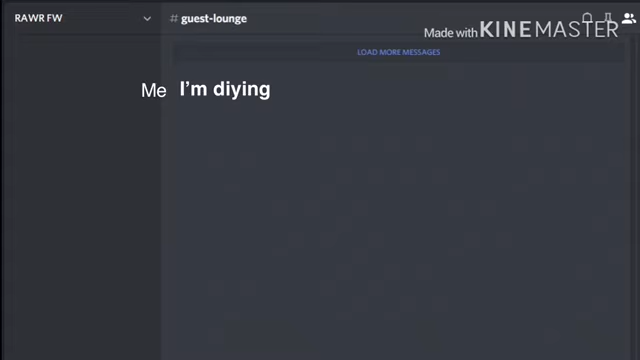 RAWR FW
# guest-lounge
Made with KINEMASTER
LOAD MORE MESSAGES
Me I'm diying